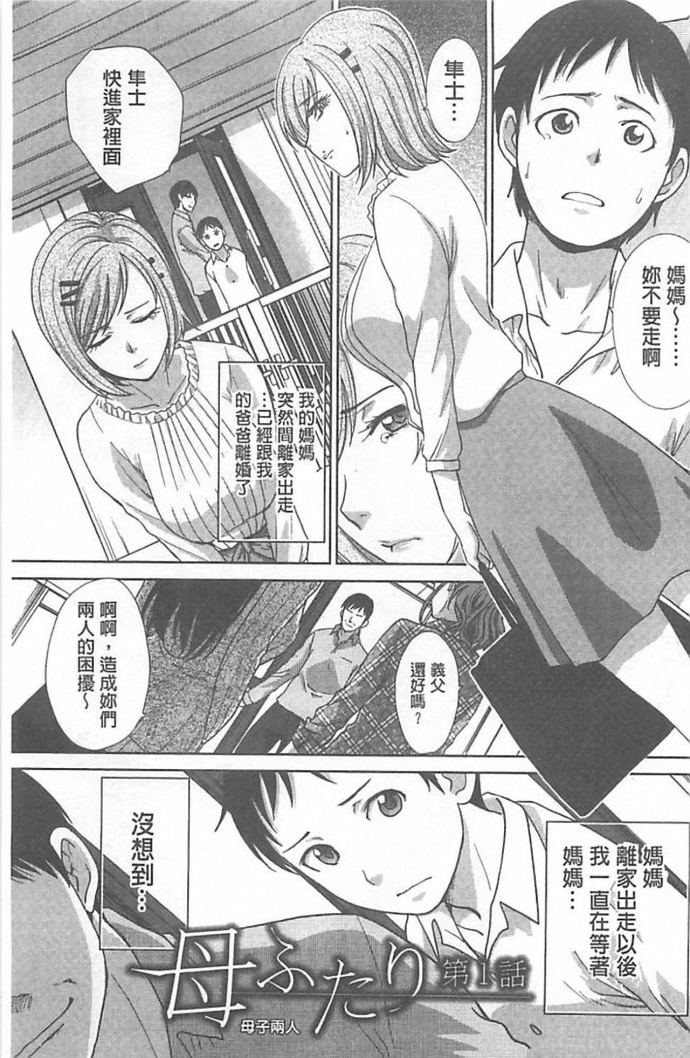 媽媽～……
妳不要走啊
隼士…
隼士
快進家裡面
我的媽媽
突然間離家出走
…已經跟我
的爸爸離婚了
義父
還好嗎？
啊啊，造成妳們
兩人的困擾～
媽媽
離家出走以後
我一直在等著
媽媽…
沒想到…
母ふたり 第1話
母子兩人